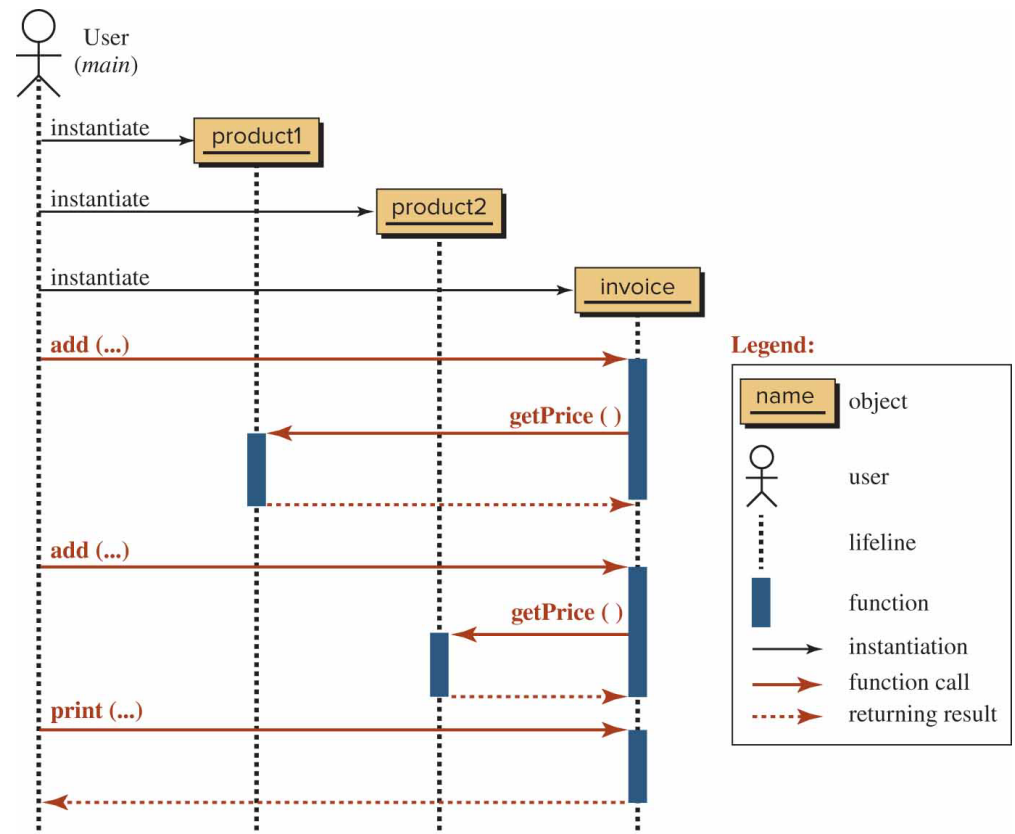 User
(main)
instantiate
product1
instantiate
product2
instantiate
invoice
add (...)
getPrice ( )
add (...)
getPrice ( )
print (...)
Legend:
name
object
user
lifeline
function
instantiation
function call
returning result